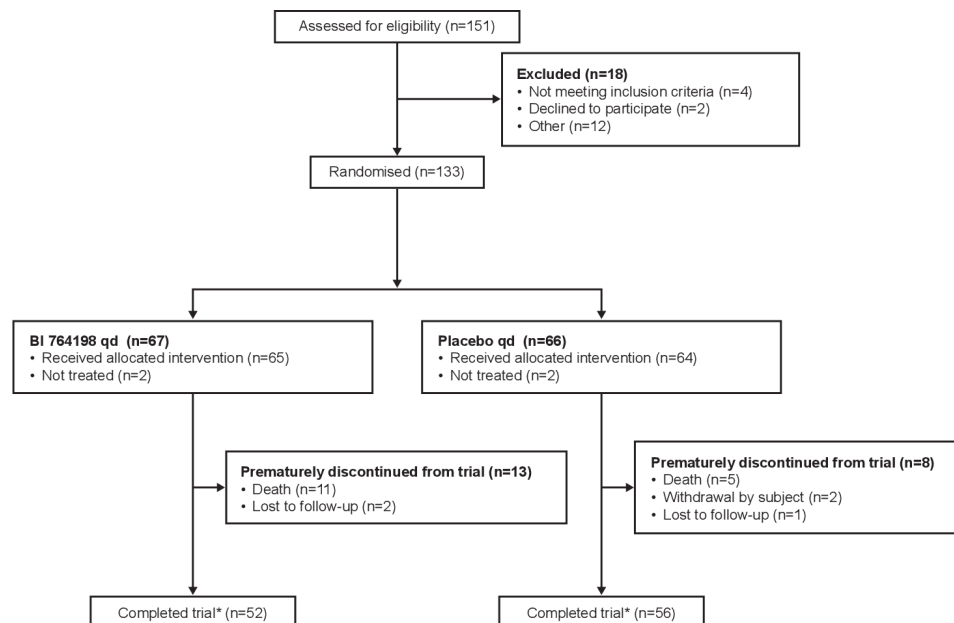 Assessed for eligibility (n=151)
Excluded (n=18)
• Not meeting inclusion criteria (n=4)
• Declined to participate (n=2)
• Other (n=12)
Randomised (n=133)
BI 764198 qd (n=67)
• Received allocated intervention (n=65)
• Not treated (n=2)
Placebo qd (n=66)
• Received allocated intervention (n=64)
• Not treated (n=2)
Prematurely discontinued from trial (n=13)
• Death (n=11)
• Lost to follow-up (n=2)
Prematurely discontinued from trial (n=8)
• Death (n=5)
• Withdrawal by subject (n=2)
• Lost to follow-up (n=1)
Completed trial* (n=52)
Completed trial* (n=56)